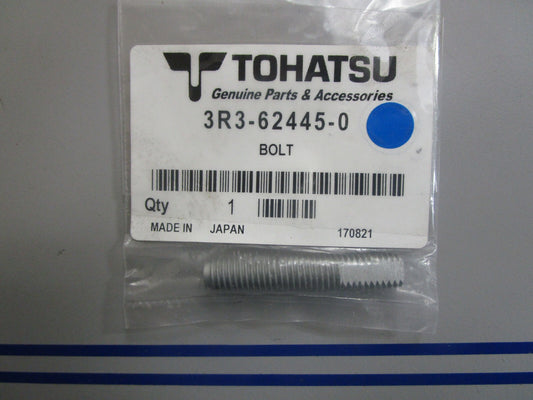 TOHATSU
Genuine Parts & Accessories
3R3-62445-0
BOLT
Qty 1
MADE IN JAPAN 170821